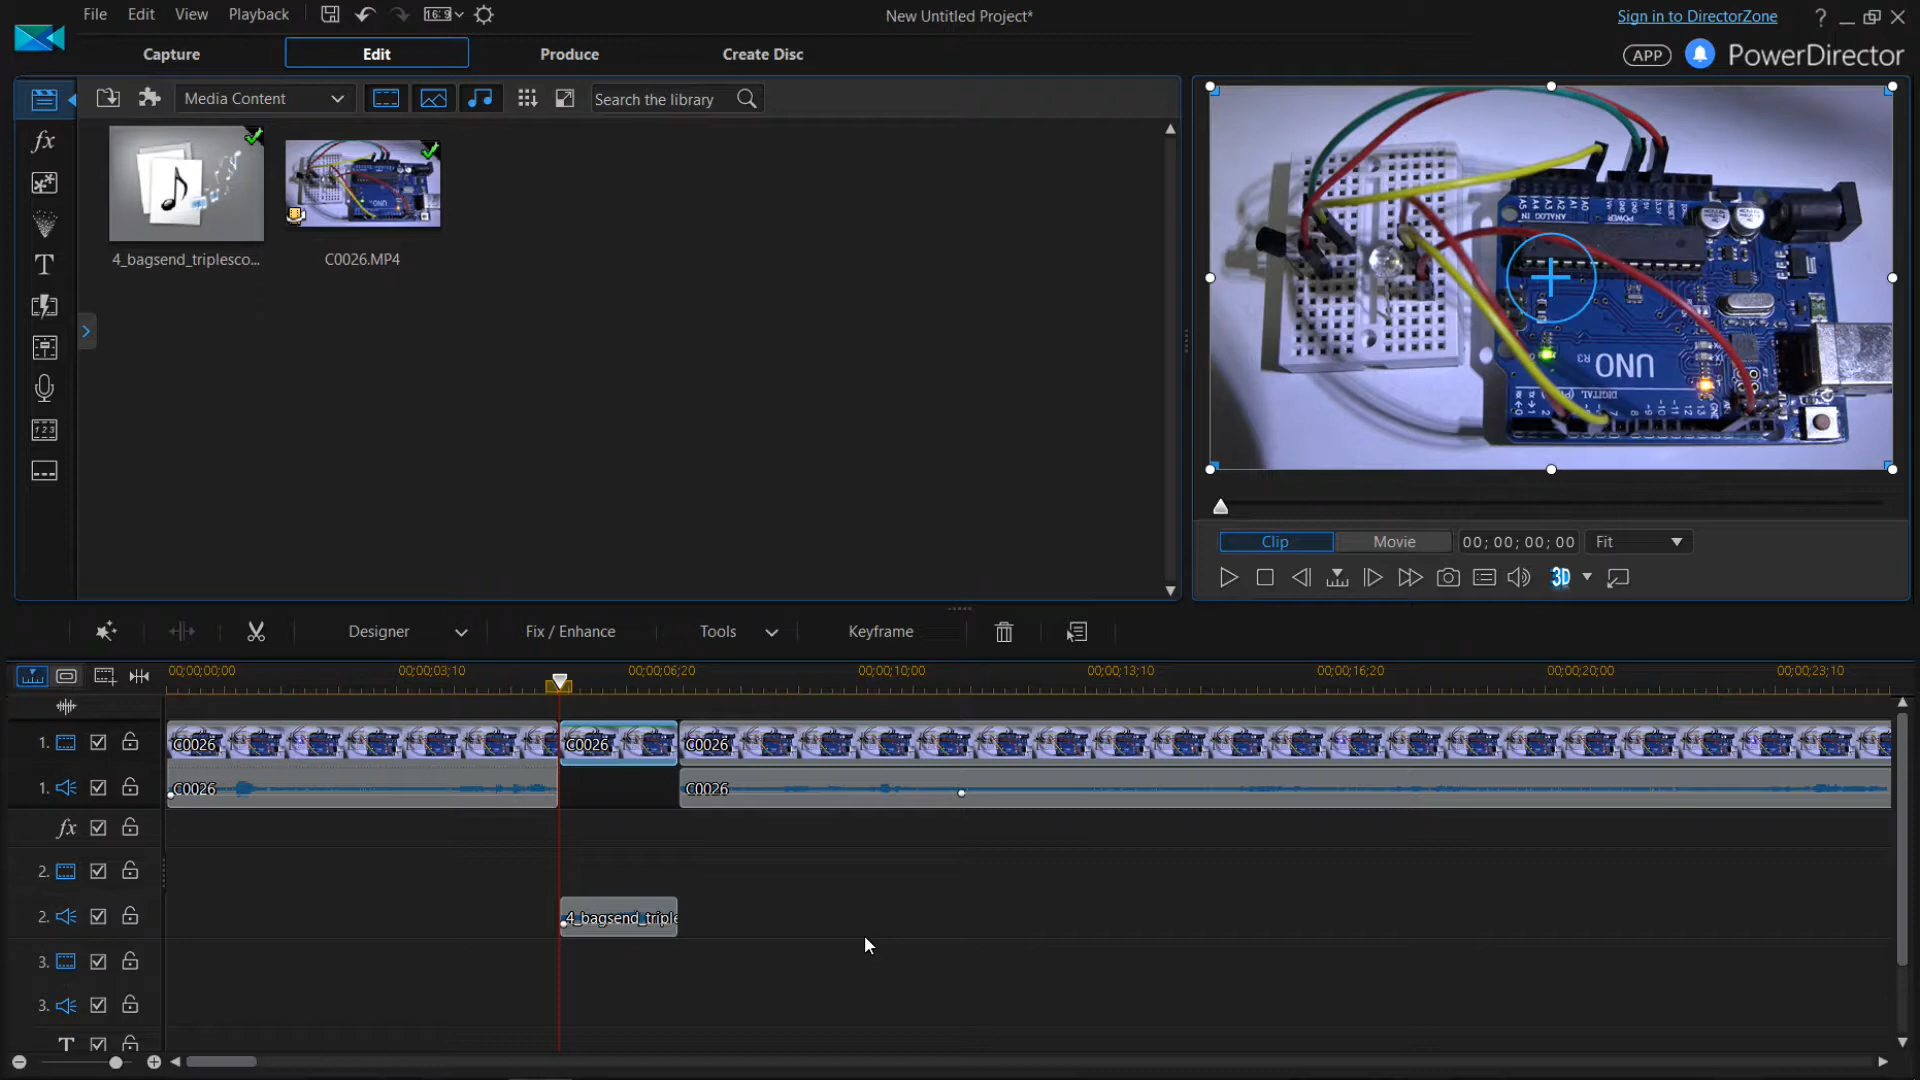 File Edit View Playback 16:9 New Untitled Project* Sign in to DirectorZone ?
Capture Edit Produce Create Disc APP PowerDirector
Media Content Search the library
4_bagsend_triplesco... C0026.MP4
UNO R3
Clip Movie 00; 00; 00; 00 Fit
3D
Designer Fix / Enhance Tools Keyframe
00;00;00;00 00;00;03;10 00;00;06;20 00;00;10;00 00;00;13;10 00;00;16;20 00;00;20;00 00;00;23;10
1. C0026 C0026 C0026
1. C0026 C0026
fx
2.
2. 4_bagsend_triple
3.
3.
T